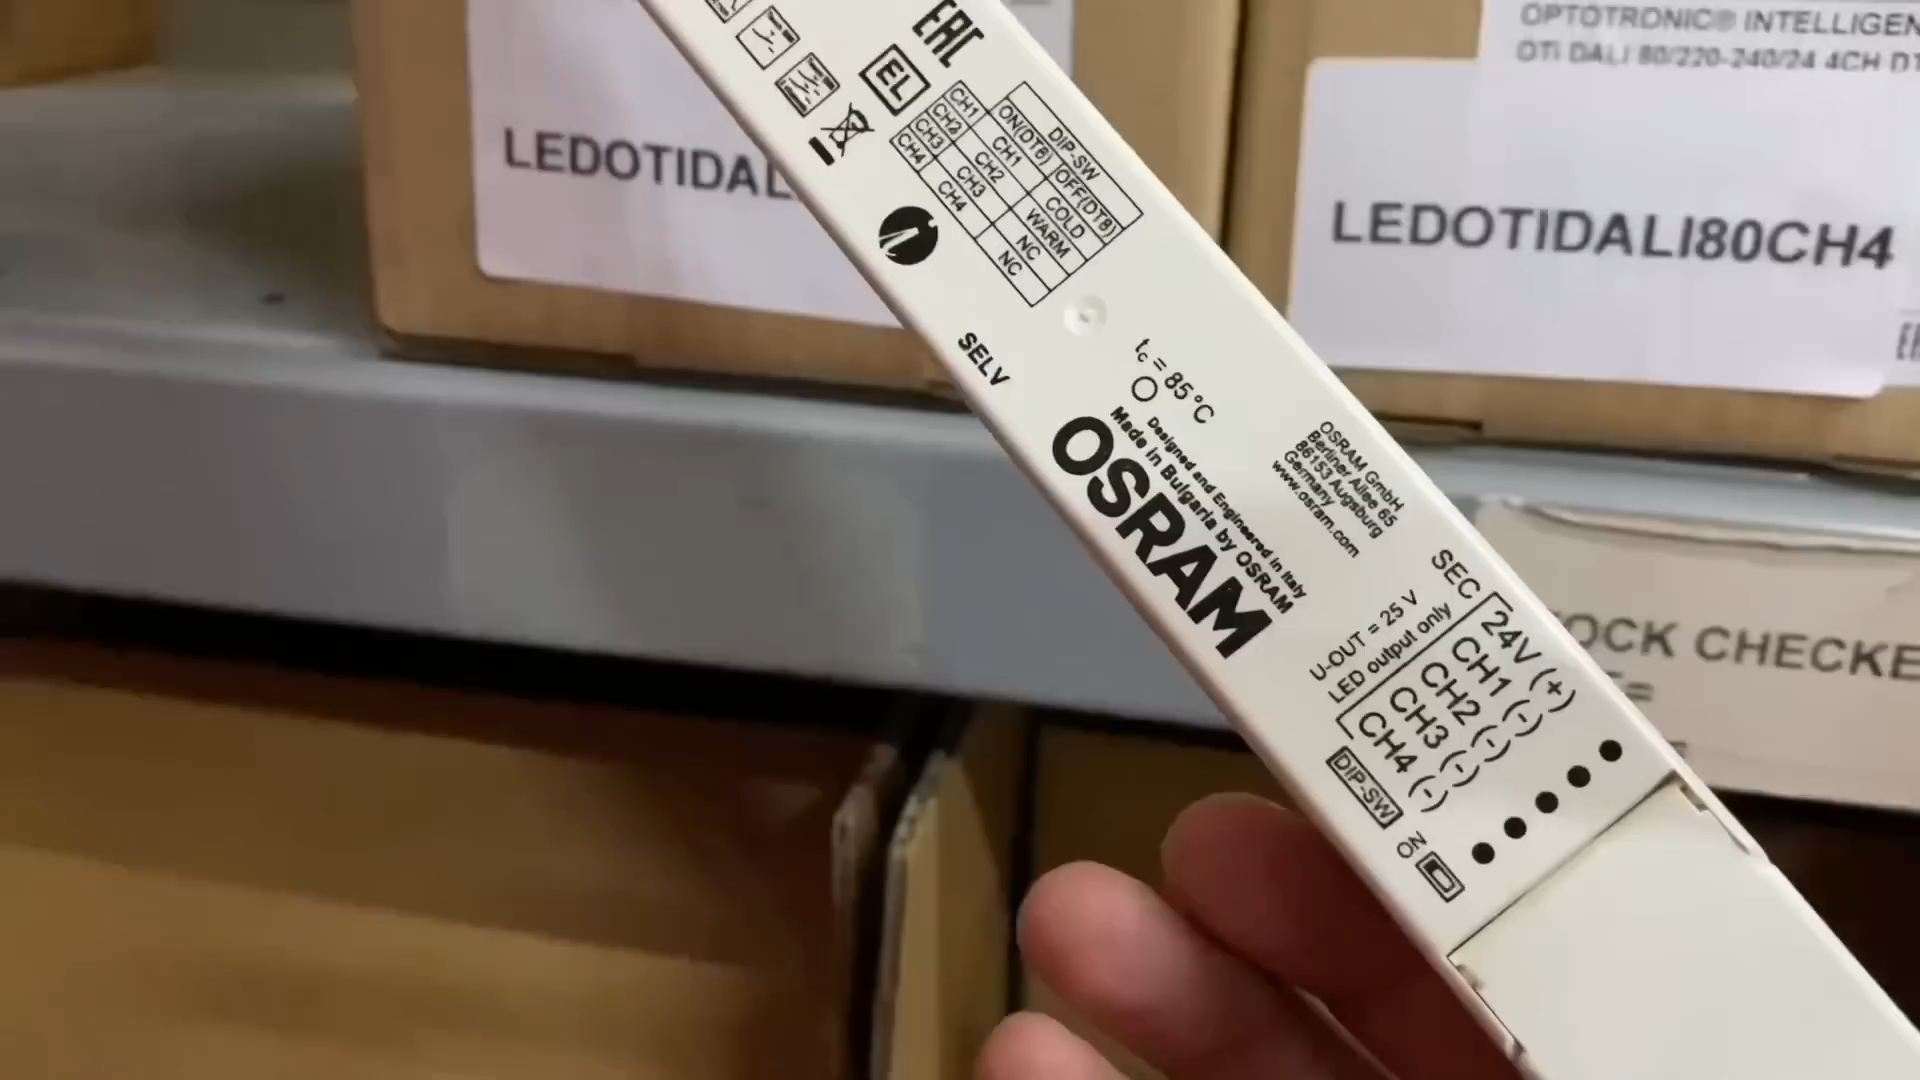 OPTOTRONIC® INTELLIGEN
OTi DALI 80/220-240/24 4CH DT
LEDOTIDAL
LEDOTIDALI80CH4
EAC
EL
DIP-SW
ON(DT6) OFF(DT8)
CH1 CH1 COLD
CH2 CH2 WARM
CH3 CH3 NC
CH4 CH4 NC
SELV
tc = 85°C
Designed and Engineered in Italy
Made in Bulgaria by OSRAM
OSRAM
OSRAM GmbH
Berliner Allee 65
86153 Augsburg
Germany
www.osram.com
SEC
U-OUT = 25 V
LED output only
24V (+)
CH1 (-)
CH2 (-)
CH3 (-)
CH4 (-)
DIP-SW
ON
OCK CHECKE